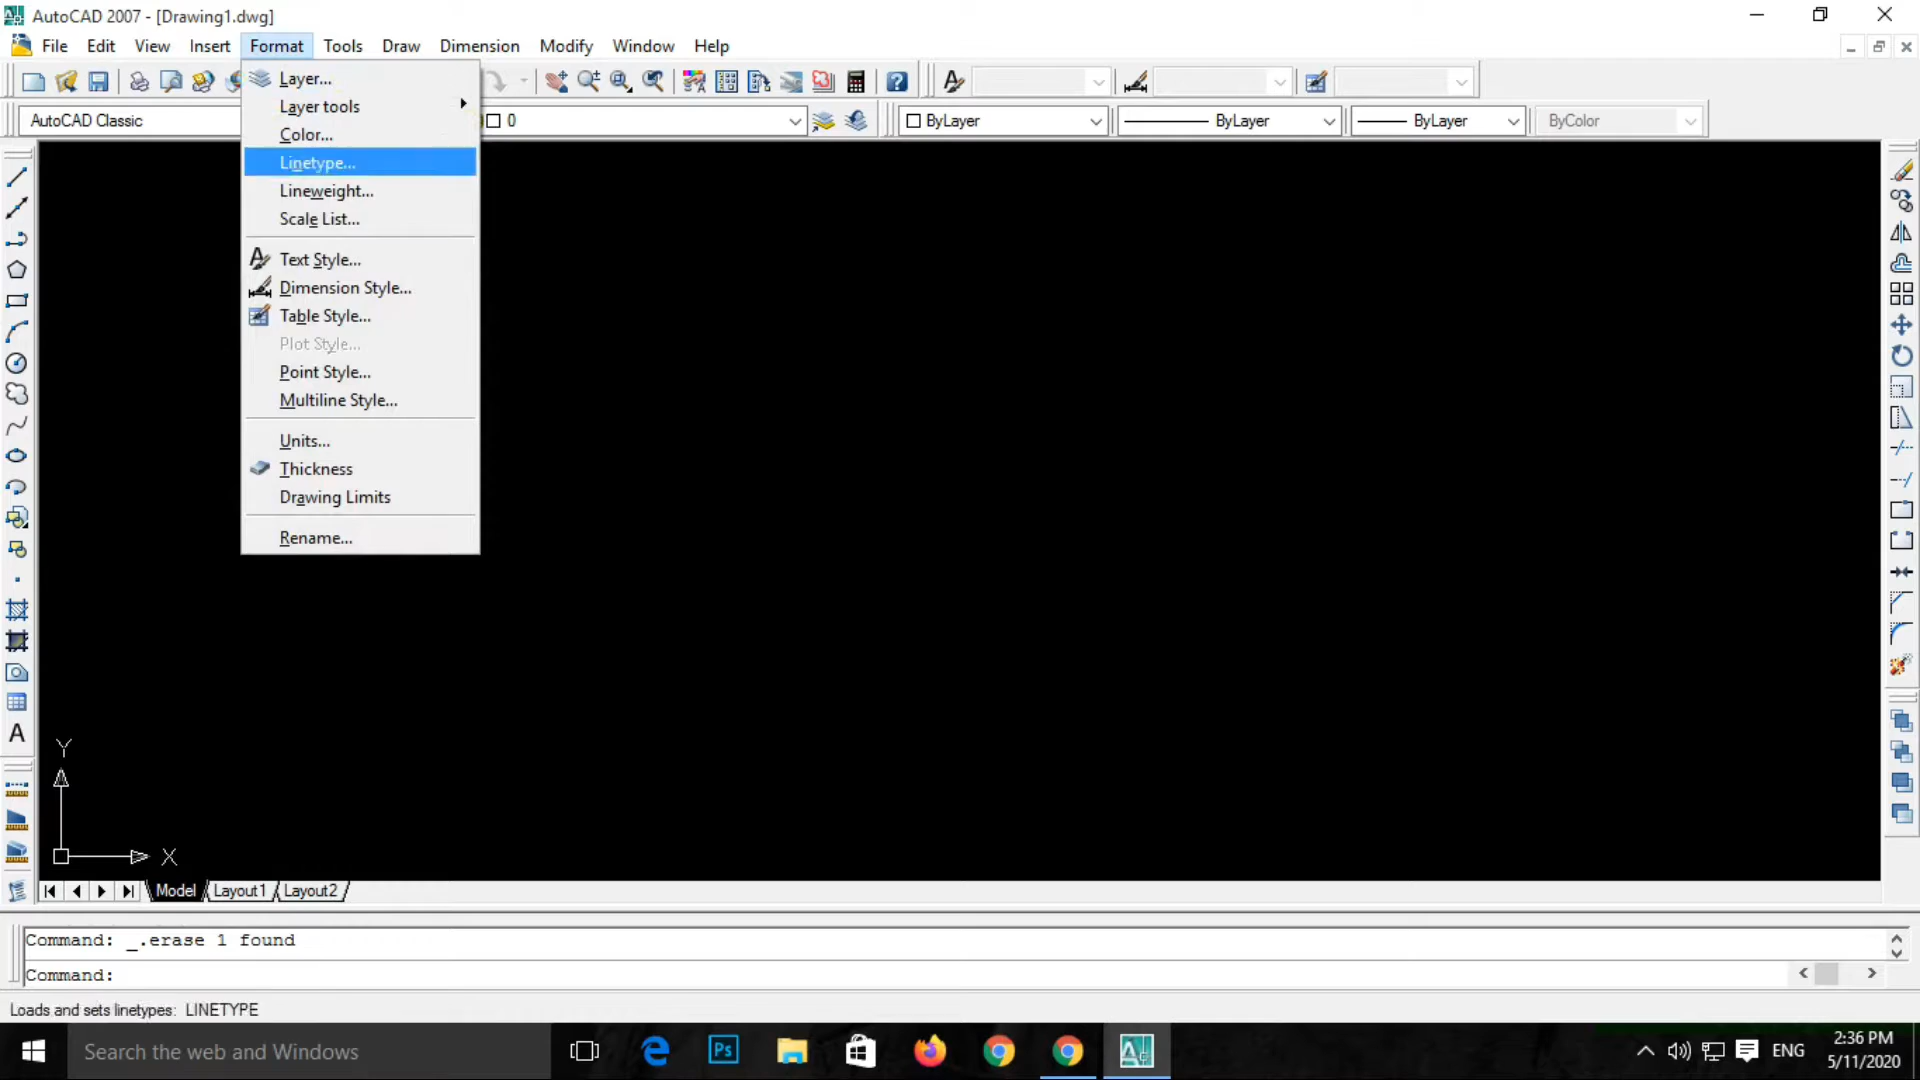 AutoCAD 2007 - [Drawing1.dwg]
File Edit View Insert Format Tools Draw Dimension Modify Window Help
AutoCAD Classic
0
ByLayer
ByLayer
ByLayer
ByColor
Layer...
Layer tools
Color...
Linetype...
Lineweight...
Scale List...
Text Style...
Dimension Style...
Table Style...
Plot Style...
Point Style...
Multiline Style...
Units...
Thickness
Drawing Limits
Rename...
A
Y
X
Model Layout1 Layout2
Command: _.erase 1 found
Command:
Loads and sets linetypes: LINETYPE
Search the web and Windows
Ps
ENG
2:36 PM
5/11/2020